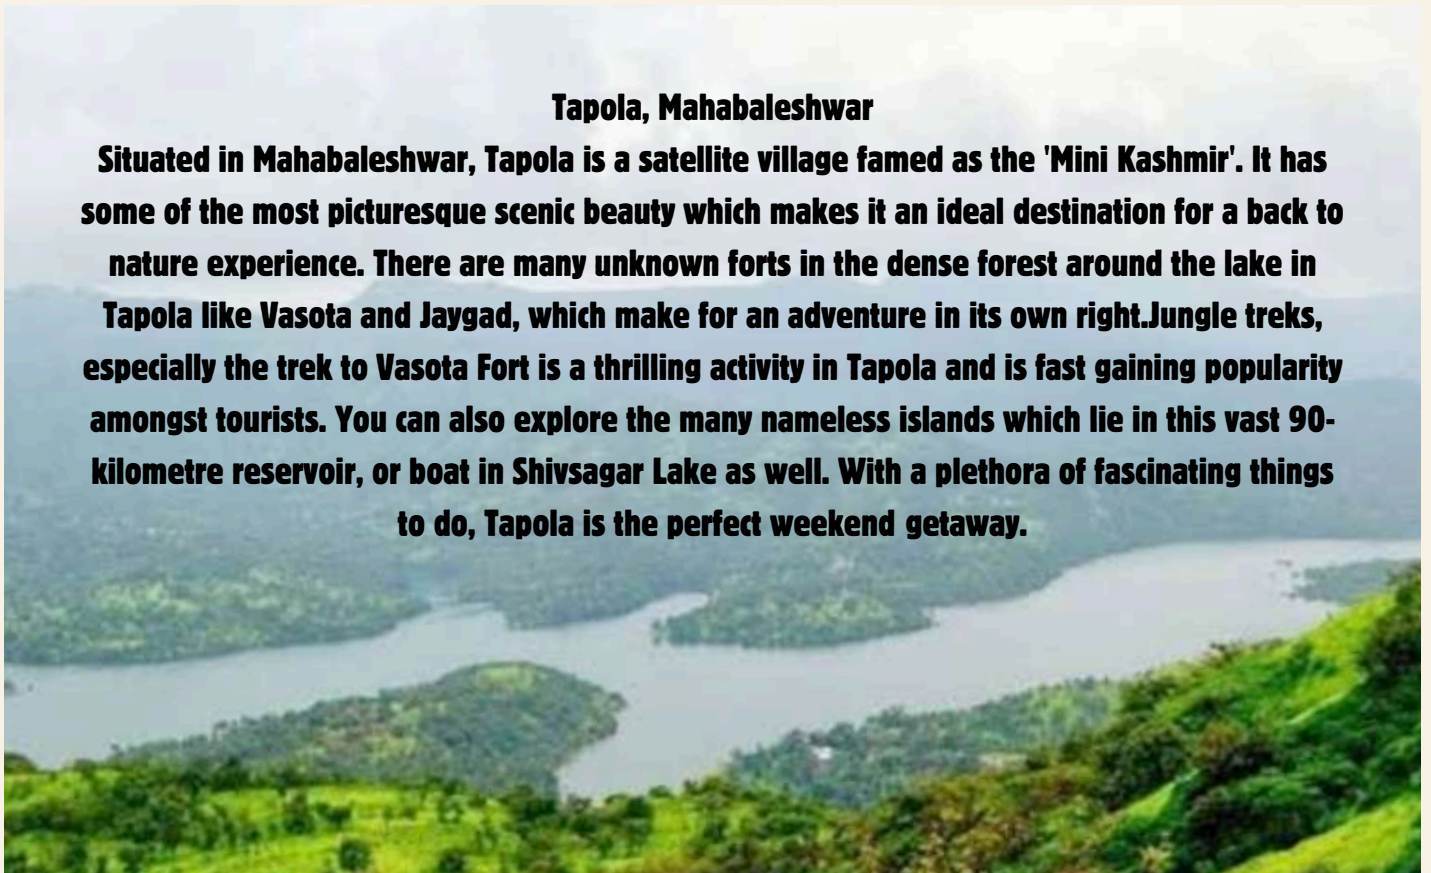 Tapola, Mahabaleshwar
Situated in Mahabaleshwar, Tapola is a satellite village famed as the 'Mini Kashmir'. It has
some of the most picturesque scenic beauty which makes it an ideal destination for a back to
nature experience. There are many unknown forts in the dense forest around the lake in
Tapola like Vasota and Jaygad, which make for an adventure in its own right.Jungle treks,
especially the trek to Vasota Fort is a thrilling activity in Tapola and is fast gaining popularity
amongst tourists. You can also explore the many nameless islands which lie in this vast 90-
kilometre reservoir, or boat in Shivsagar Lake as well. With a plethora of fascinating things
to do, Tapola is the perfect weekend getaway.